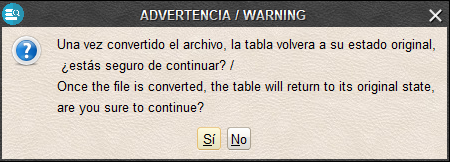 ADVERTENCIA / WARNING
Una vez convertido el archivo, la tabla volvera a su estado original,
¿estás seguro de continuar? /
Once the file is converted, the table will return to its original state,
are you sure to continue?
Sí No